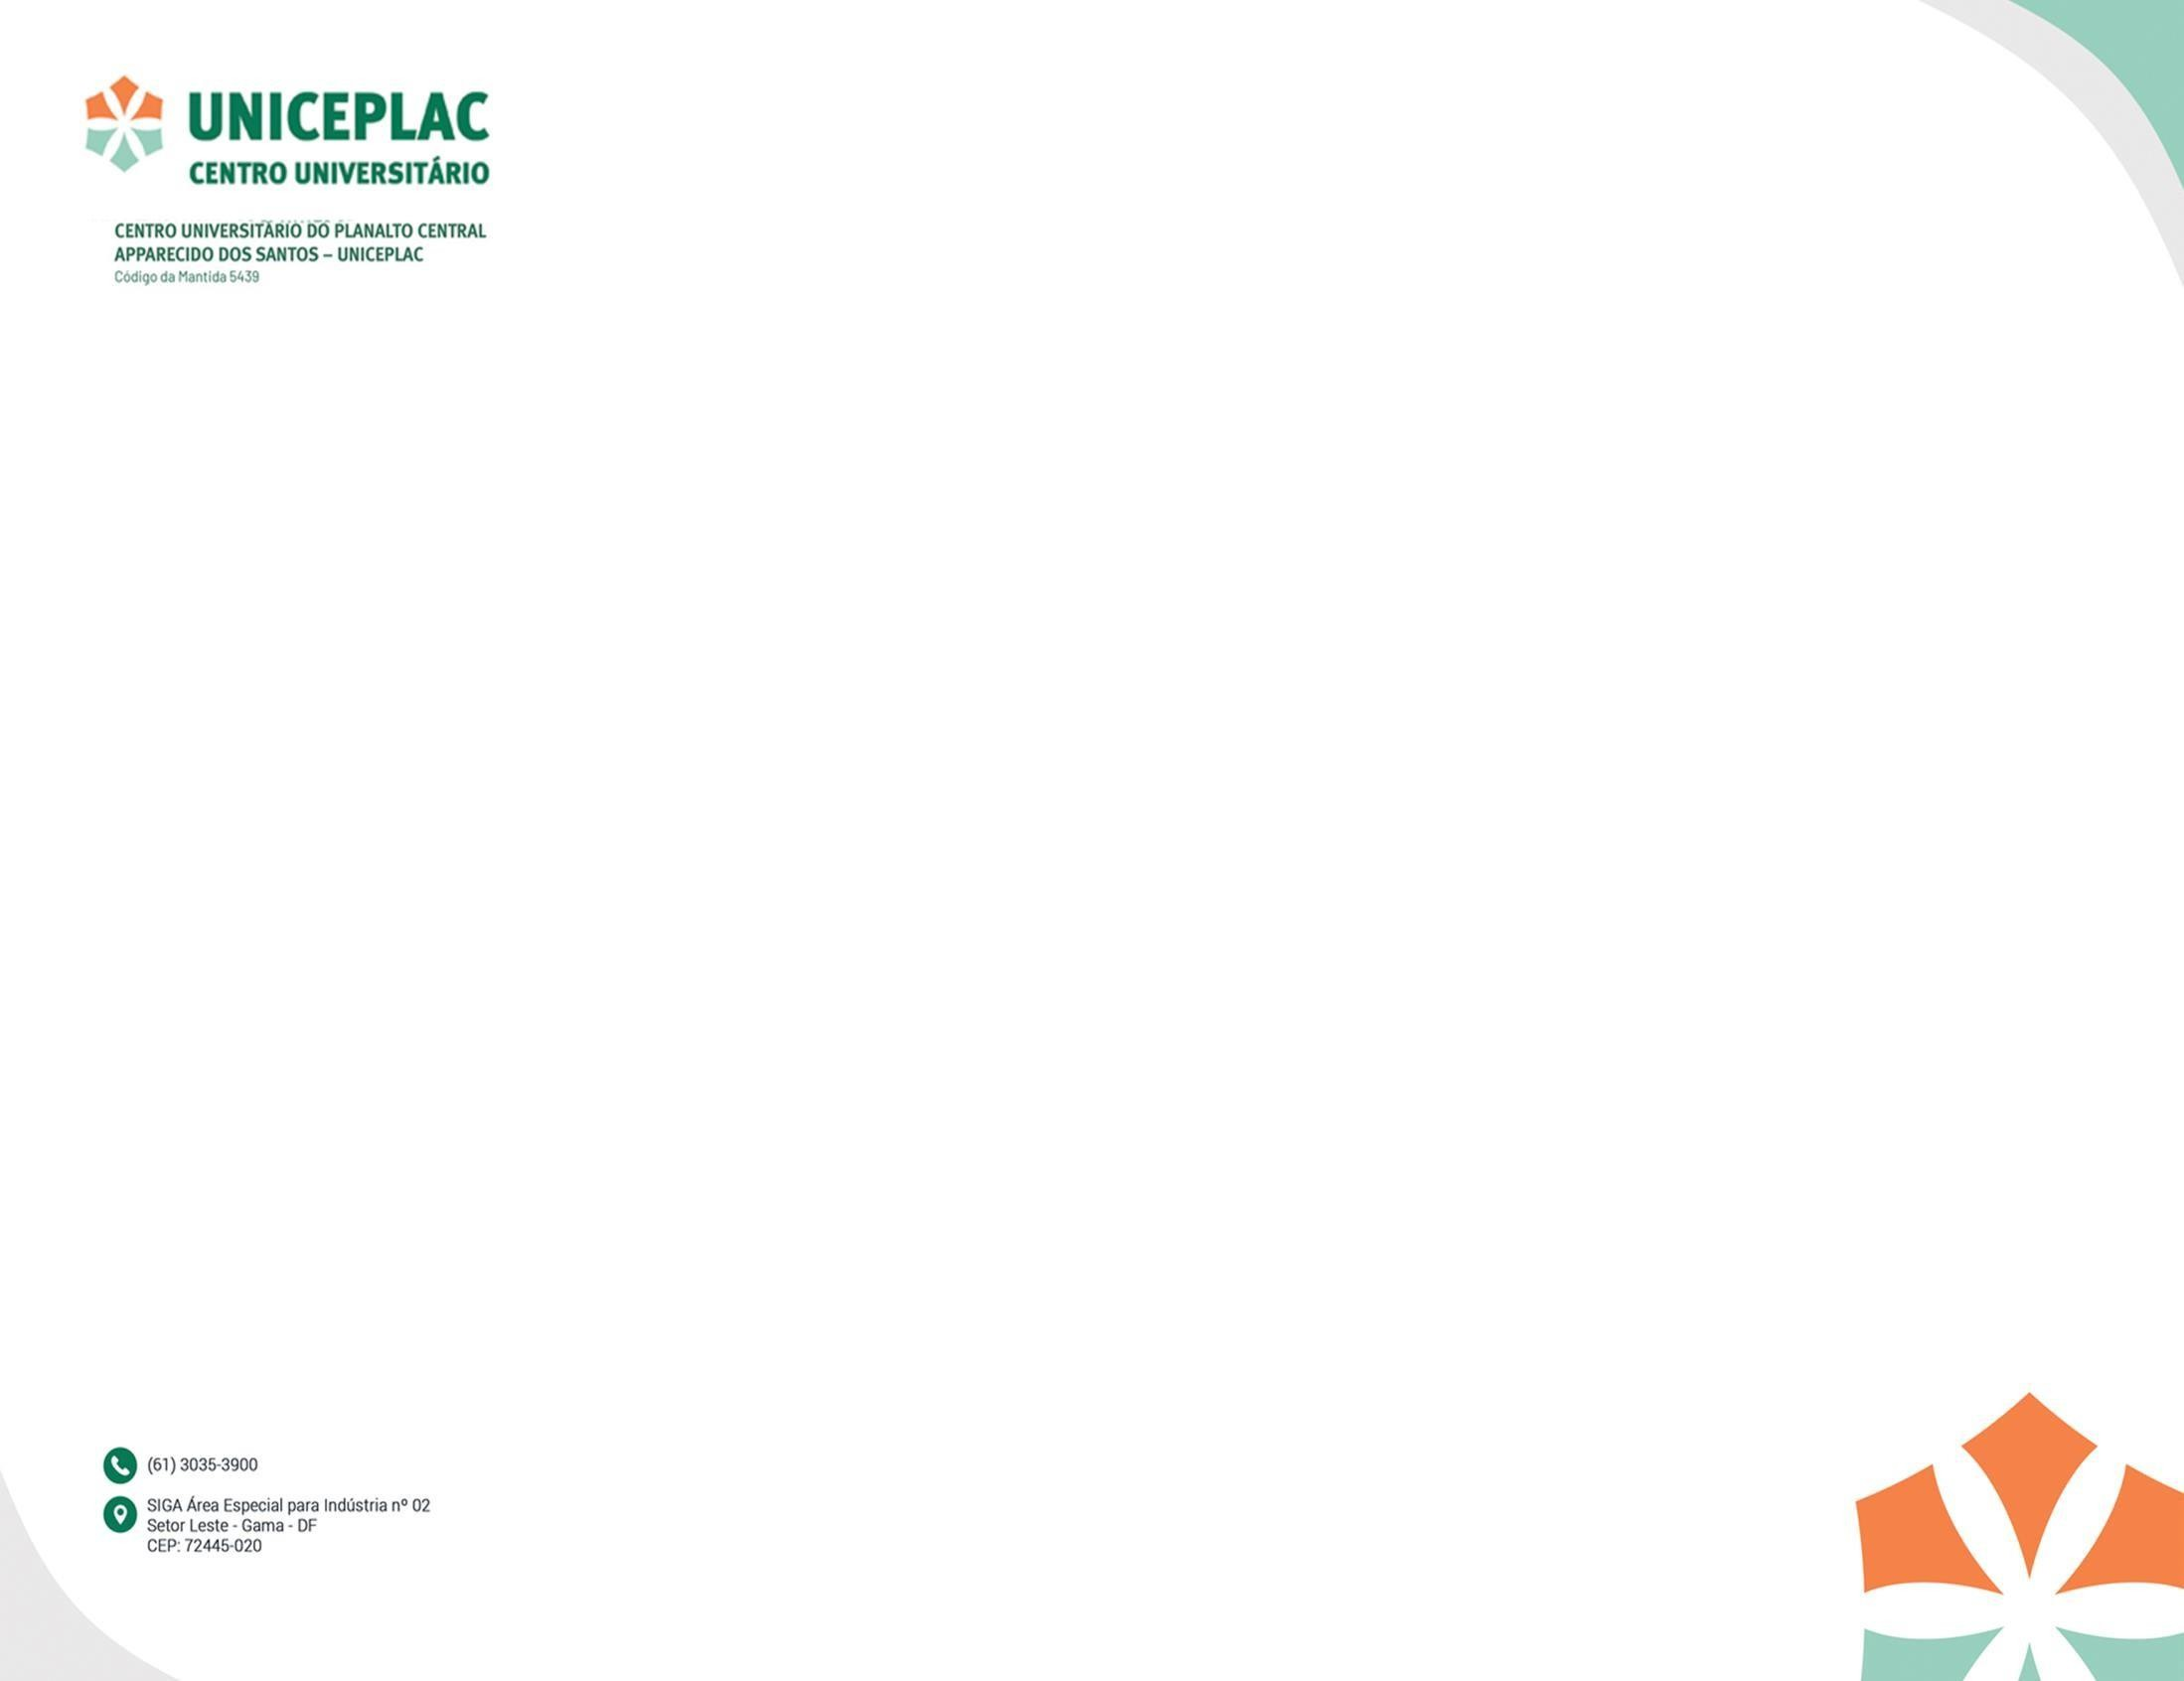 UNICEPLAC
CENTRO UNIVERSITÁRIO
CENTRO UNIVERSITÁRIO DO PLANALTO CENTRAL
APPARECIDO DOS SANTOS – UNICEPLAC
Código da Mantida 5439
(61) 3035-3900
SIGA Área Especial para Indústria nº 02
Setor Leste - Gama - DF
CEP: 72445-020